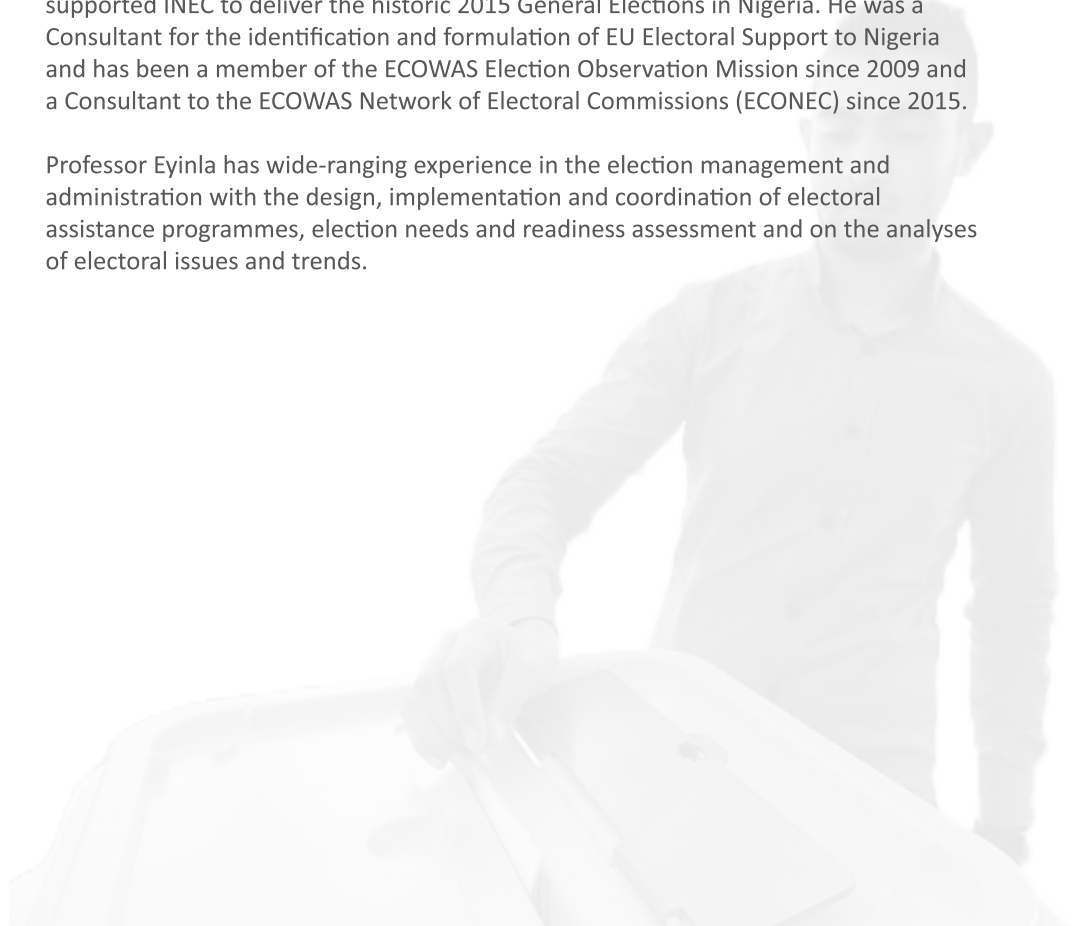 supported INEC to deliver the historic 2015 General Elections in Nigeria. He was a
Consultant for the identification and formulation of EU Electoral Support to Nigeria
and has been a member of the ECOWAS Election Observation Mission since 2009 and
a Consultant to the ECOWAS Network of Electoral Commissions (ECONEC) since 2015.
Professor Eyinla has wide-ranging experience in the election management and
administration with the design, implementation and coordination of electoral
assistance programmes, election needs and readiness assessment and on the analyses
of electoral issues and trends.